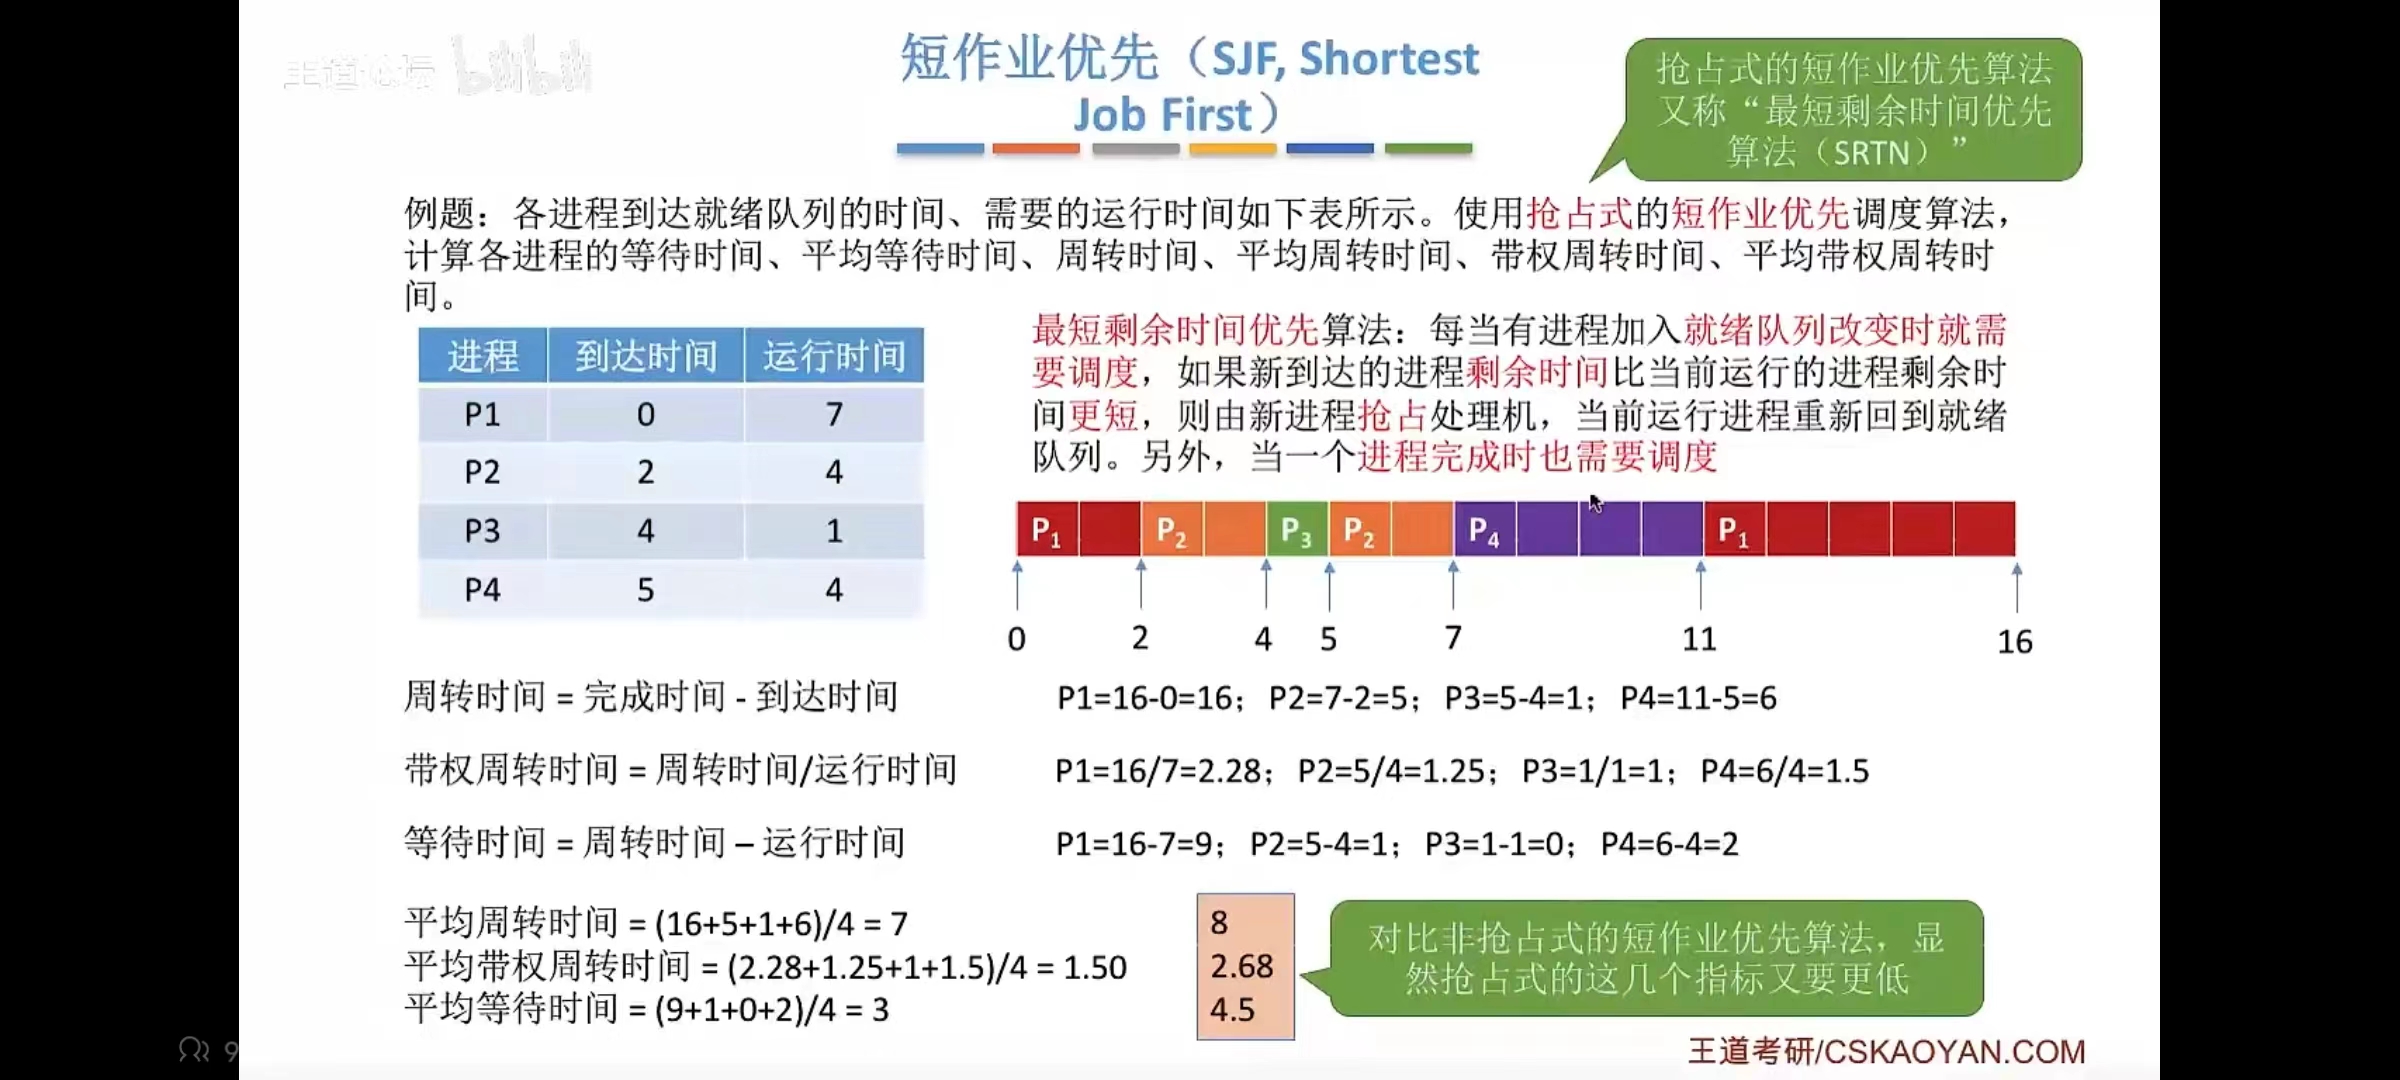 王道论坛 bilibili
短作业优先（SJF, Shortest
Job First）
抢占式的短作业优先算法
又称“最短剩余时间优先
算法（SRTN）”
例题：各进程到达就绪队列的时间、需要的运行时间如下表所示。使用抢占式的短作业优先调度算法，
计算各进程的等待时间、平均等待时间、周转时间、平均周转时间、带权周转时间、平均带权周转时
间。
进程 到达时间 运行时间
P1 0 7
P2 2 4
P3 4 1
P4 5 4
最短剩余时间优先算法：每当有进程加入就绪队列改变时就需
要调度，如果新到达的进程剩余时间比当前运行的进程剩余时
间更短，则由新进程抢占处理机，当前运行进程重新回到就绪
队列。另外，当一个进程完成时也需要调度
P1 P2 P3 P2 P4 P1
0 2 4 5 7 11 16
周转时间 = 完成时间 - 到达时间 P1=16-0=16；P2=7-2=5；P3=5-4=1；P4=11-5=6
带权周转时间 = 周转时间/运行时间 P1=16/7=2.28；P2=5/4=1.25；P3=1/1=1；P4=6/4=1.5
等待时间 = 周转时间 – 运行时间 P1=16-7=9；P2=5-4=1；P3=1-1=0；P4=6-4=2
平均周转时间 = (16+5+1+6)/4 = 7
平均带权周转时间 = (2.28+1.25+1+1.5)/4 = 1.50
平均等待时间 = (9+1+0+2)/4 = 3
8
2.68
4.5
对比非抢占式的短作业优先算法，显
然抢占式的这几个指标又要更低
9
王道考研/CSKAOYAN.COM